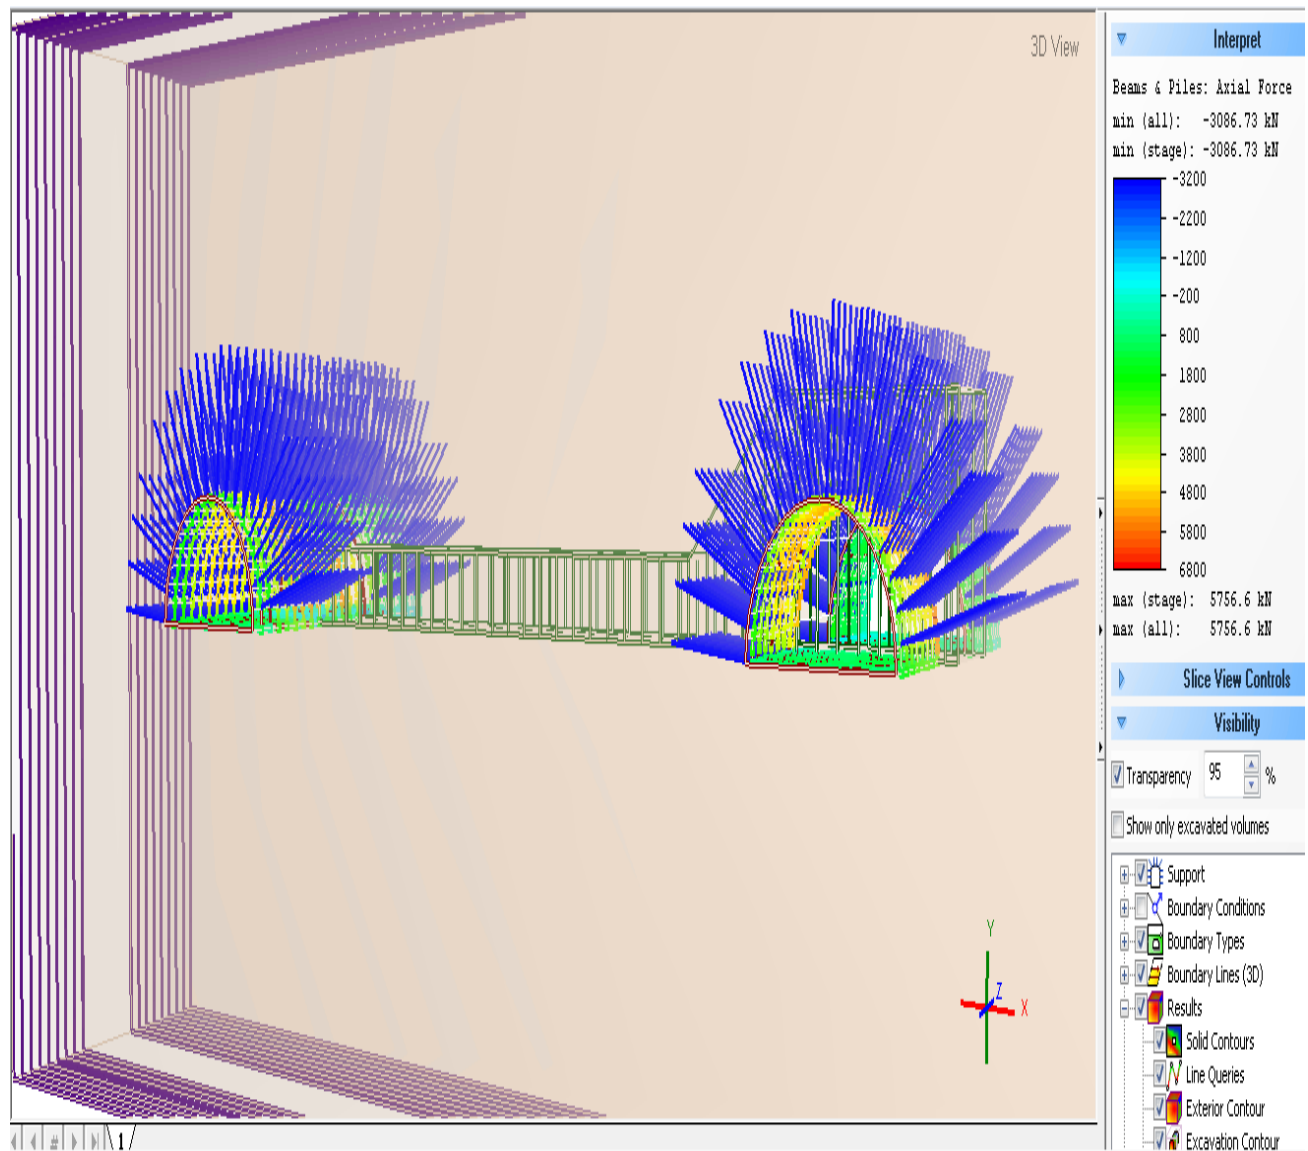 3D View
Interpret
Beams & Piles: Axial Force
min (all): -3086.73 kN
min (stage): -3086.73 kN
-3200
-2200
-1200
-200
800
1800
2800
3800
4800
5800
6800
max (stage): 5756.6 kN
max (all): 5756.6 kN
Slice View Controls
Visibility
Transparency 95 %
Show only excavated volumes
Support
Boundary Conditions
Boundary Types
Boundary Lines (3D)
Results
Solid Contours
Line Queries
Exterior Contour
Excavation Contour
Y
Z
X
# 1